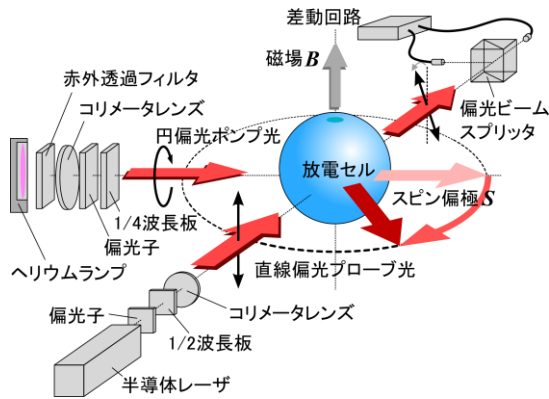 差動回路
磁場B
赤外透過フィルタ
コリメータレンズ
円偏光ポンプ光
偏光ビーム
スプリッタ
放電セル
スピン偏極S
1/4波長板
偏光子
ヘリウムランプ
直線偏光プローブ光
コリメータレンズ
偏光子
1/2波長板
半導体レーザ